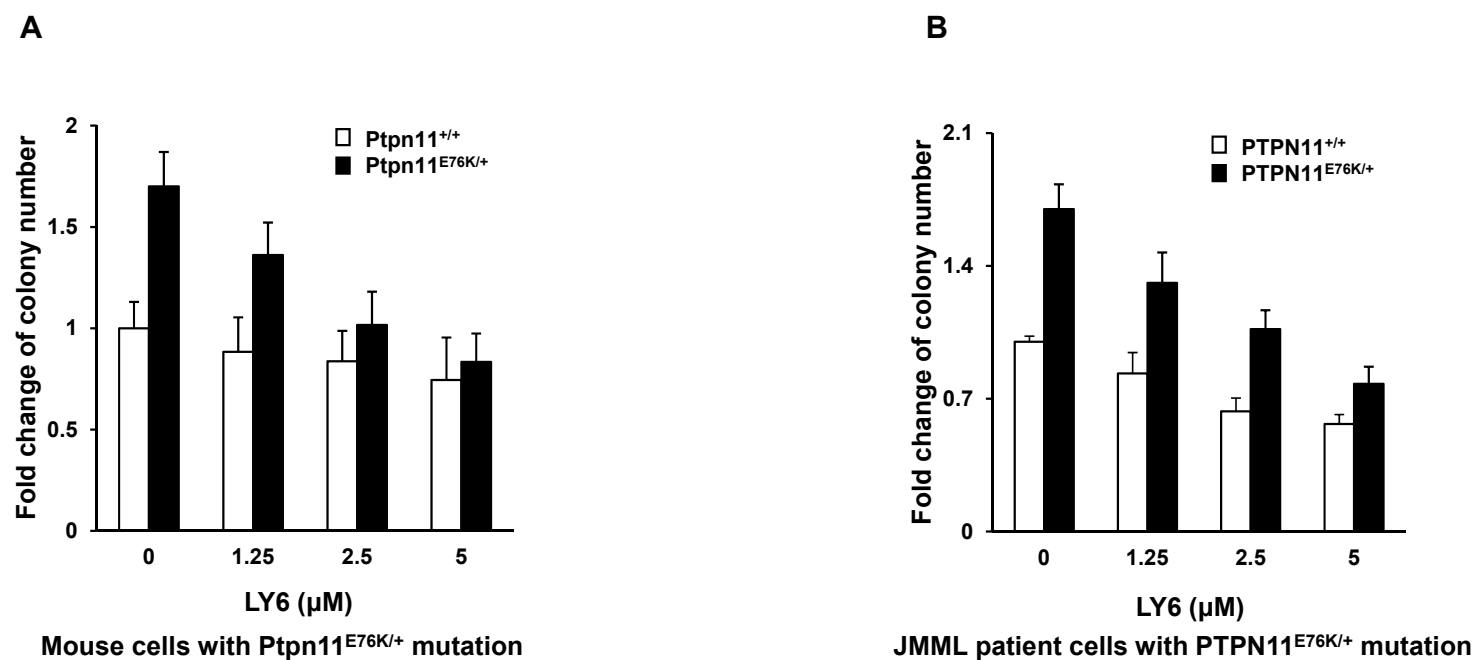 A
Fold change of colony number
2
1.5
1
0.5
0
Ptpn11+/+
Ptpn11E76K/+
0 1.25 2.5 5
LY6 (µM)
Mouse cells with Ptpn11E76K/+ mutation
B
Fold change of colony number
2.1
1.4
0.7
0
PTPN11+/+
PTPN11E76K/+
0 1.25 2.5 5
LY6 (µM)
JMML patient cells with PTPN11E76K/+ mutation